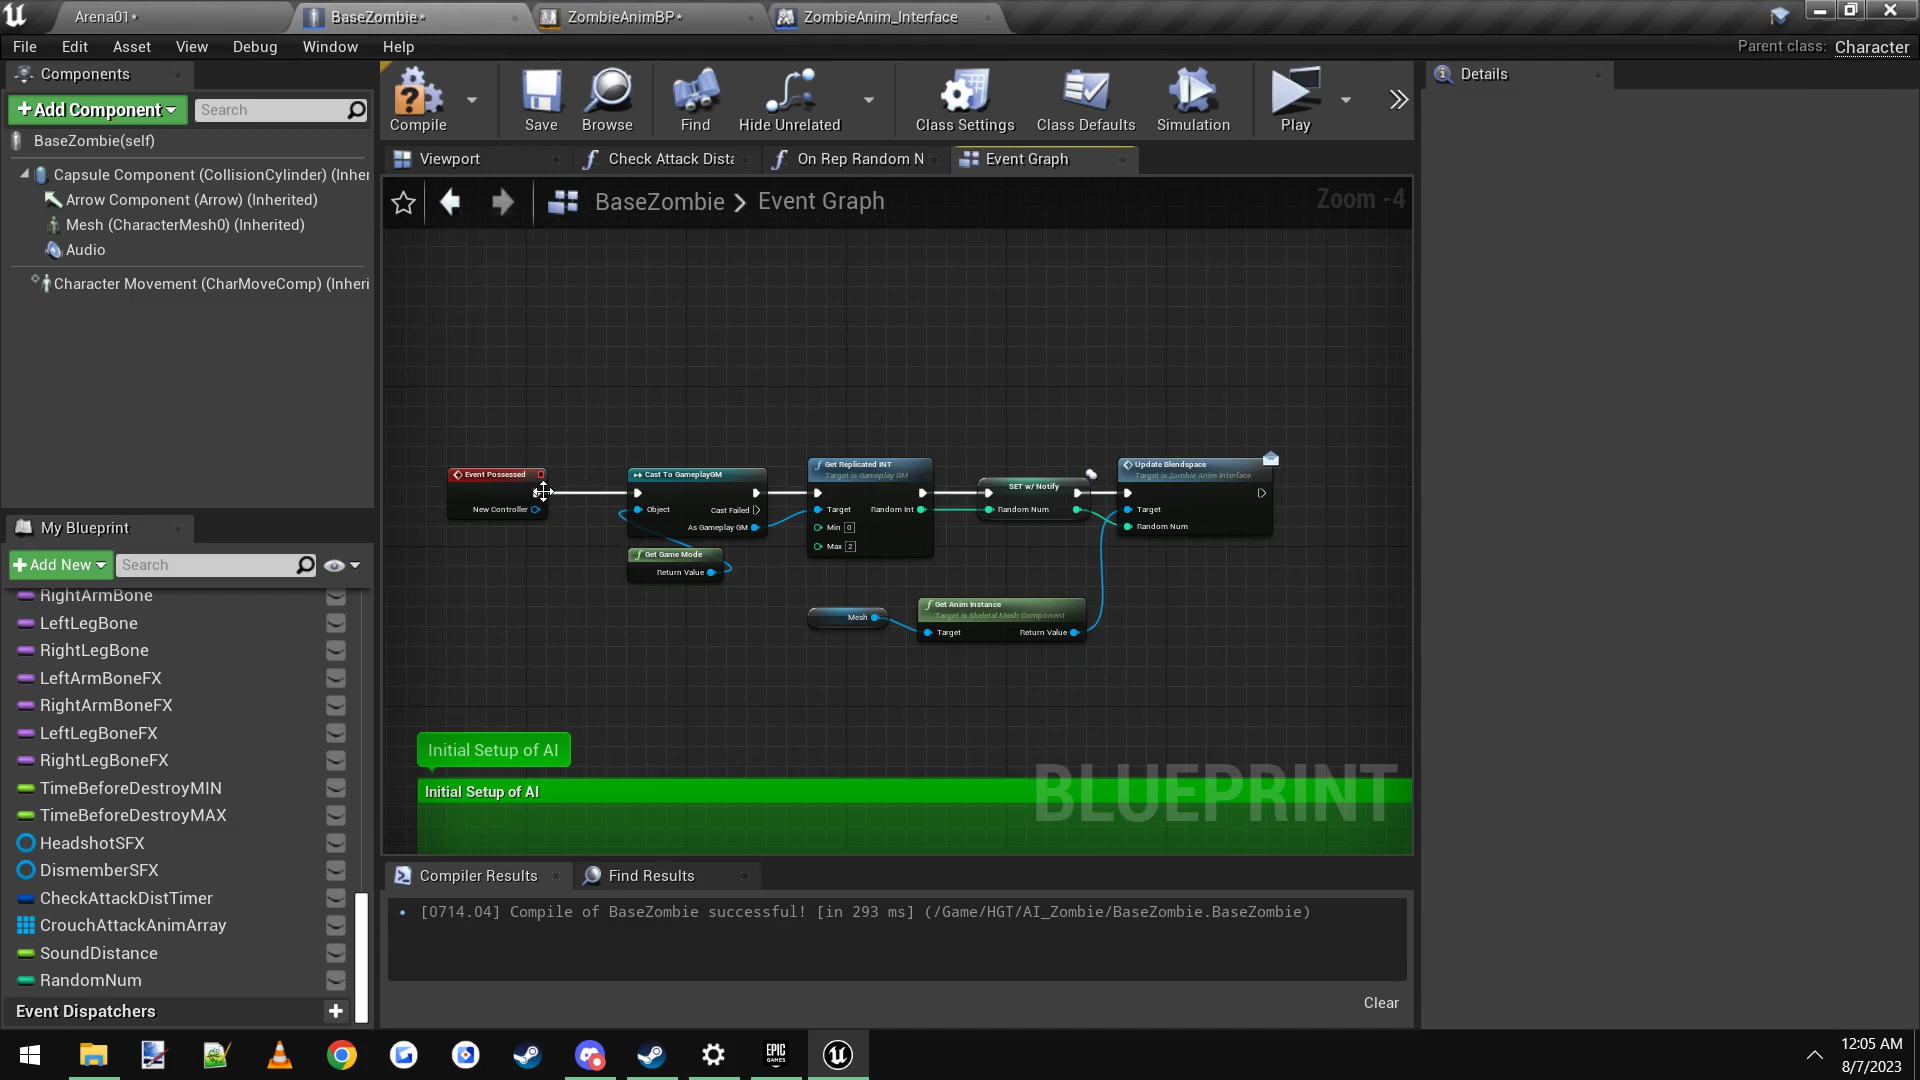 Arena01*
BaseZombie*
ZombieAnimBP*
ZombieAnim_Interface
File Edit Asset View Debug Window Help
Parent class: Character
Components
+Add Component
Search
BaseZombie(self)
Capsule Component (CollisionCylinder) (Inher
Arrow Component (Arrow) (Inherited)
Mesh (CharacterMesh0) (Inherited)
Audio
Character Movement (CharMoveComp) (Inheri
Compile
Save
Browse
Find
Hide Unrelated
Class Settings
Class Defaults
Simulation
Play
Details
Viewport
Check Attack Dista
On Rep Random N
Event Graph
BaseZombie > Event Graph
Zoom -4
Event Possessed
New Controller
Cast To GameplayGM
Object
Cast Failed
As Gameplay GM
Get Game Mode
Return Value
Get Replicated INT
Target is Gameplay GM
Target
Random Int
Min 0
Max 2
SET w/ Notify
Random Num
Update Blendspace
Target is Zombie Anim Interface
Target
Random Num
Mesh
Get Anim Instance
Target is Skeletal Mesh Component
Target
Return Value
Initial Setup of AI
Initial Setup of AI
BLUEPRINT
My Blueprint
+Add New
Search
RightArmBone
LeftLegBone
RightLegBone
LeftArmBoneFX
RightArmBoneFX
LeftLegBoneFX
RightLegBoneFX
TimeBeforeDestroyMIN
TimeBeforeDestroyMAX
HeadshotSFX
DismemberSFX
CheckAttackDistTimer
CrouchAttackAnimArray
SoundDistance
RandomNum
Event Dispatchers
Compiler Results
Find Results
[0714.04] Compile of BaseZombie successful! [in 293 ms] (/Game/HGT/AI_Zombie/BaseZombie.BaseZombie)
Clear
EPIC
GAMES
12:05 AM
8/7/2023